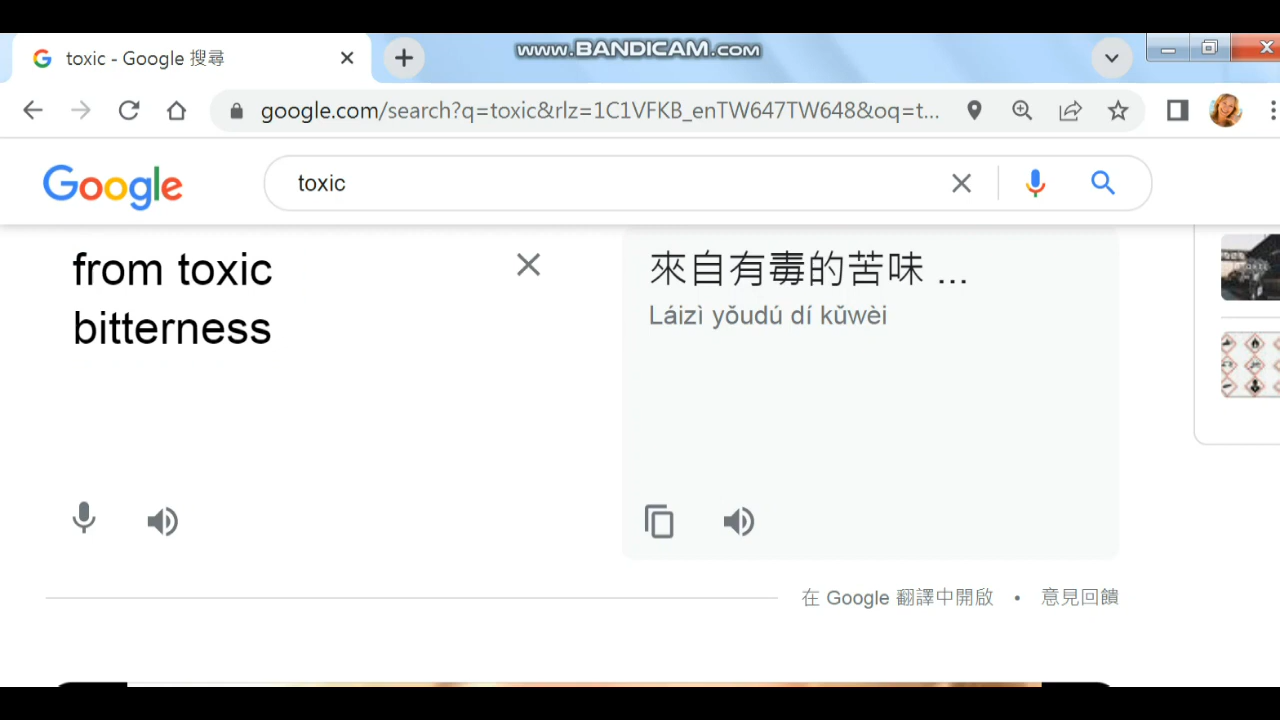 www.BANDICAM.com
toxic - Google 搜尋
google.com/search?q=toxic&rlz=1C1VFKB_enTW647TW648&oq=t...
Google
toxic
from toxic
bitterness
來自有毒的苦味 ...
Láizì yǒudú dí kǔwèi
在 Google 翻譯中開啟 • 意見回饋